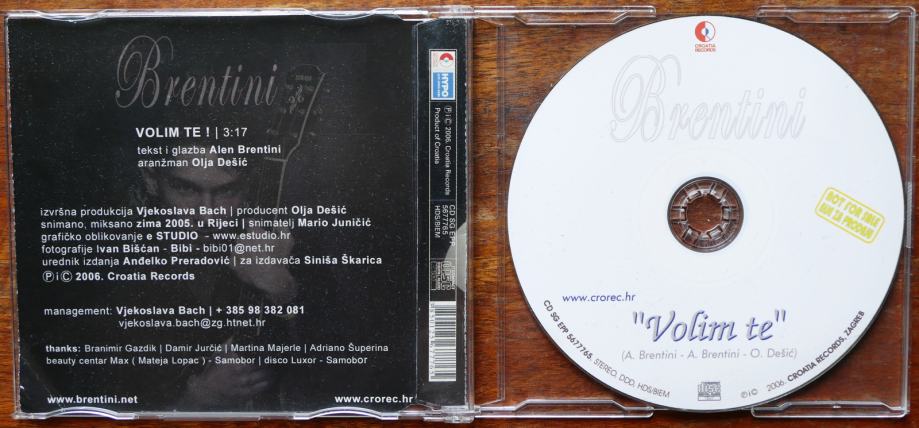 Brentini
VOLIM TE ! | 3:17
tekst i glazba Alen Brentini
aranžman Olja Dešić
izvršna produkcija Vjekoslava Bach | producent Olja Dešić
snimano, miksano zima 2005. u Rijeci | snimatelj Mario Juničić
grafičko oblikovanje e STUDIO - www.estudio.hr
fotografije Ivan Bišćan - Bibi - bibi01@net.hr
urednik izdanja Anđelko Preradović | za izdavača Siniša Škarica
Ⓟ i © 2006. Croatia Records
management: Vjekoslava Bach | + 385 98 382 081
vjekoslava.bach@zg.htnet.hr
thanks: Branimir Gazdik | Damir Jurčić | Martina Majerle | Adriano Šuperina
beauty centar Max ( Mateja Lopac ) - Samobor | disco Luxor - Samobor
www.brentini.net
www.crorec.hr
HYPO
Ⓟ i © 2006. Croatia Records
Product of Croatia
CD SG EPP
5677765
HDS/BIEM
CROATIA
RECORDS
Brentini
NOT FOR SALE
NIJE ZA PRODAJU
www.crorec.hr
"Volim te"
(A. Brentini - A. Brentini - O. Dešić)
CD SG EPP 5677765, STEREO, DDD, HDS/BIEM
Ⓟ i © 2006. CROATIA RECORDS, ZAGREB